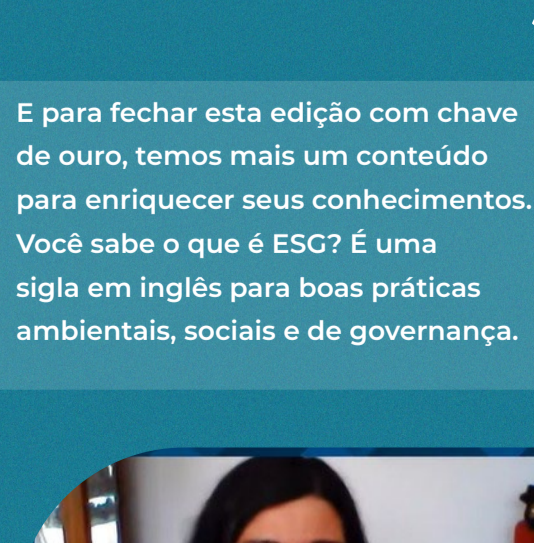 E para fechar esta edição com chave
de ouro, temos mais um conteúdo
para enriquecer seus conhecimentos.
Você sabe o que é ESG? É uma
sigla em inglês para boas práticas
ambientais, sociais e de governança.